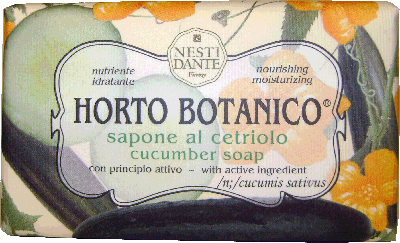 NESTI
DANTE
Firenze
nutriente
idratante
nourishing
moisturizing
HORTO BOTANICO®
sapone al cetriolo
cucumber soap
con principio attivo - with active ingredient
/n;/cucumis sativus